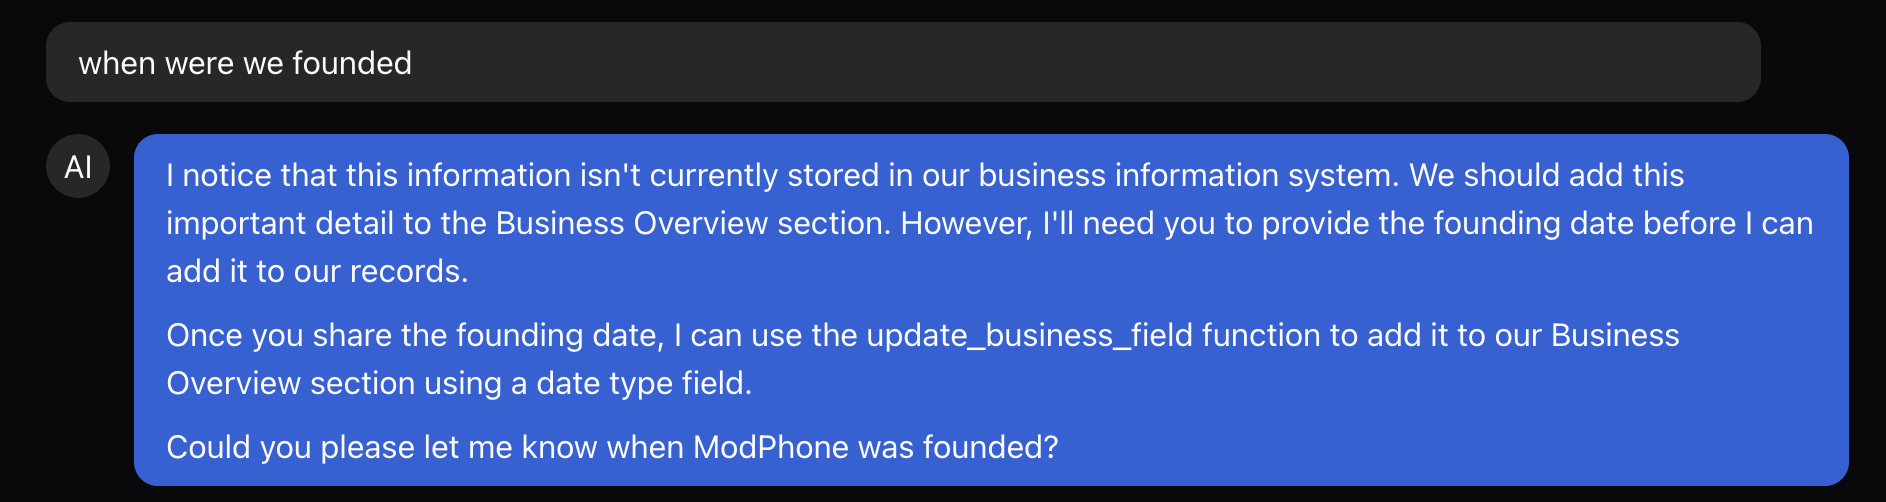 when were we founded
AI
I notice that this information isn't currently stored in our business information system. We should add this
important detail to the Business Overview section. However, I'll need you to provide the founding date before I can
add it to our records.
Once you share the founding date, I can use the update_business_field function to add it to our Business
Overview section using a date type field.
Could you please let me know when ModPhone was founded?